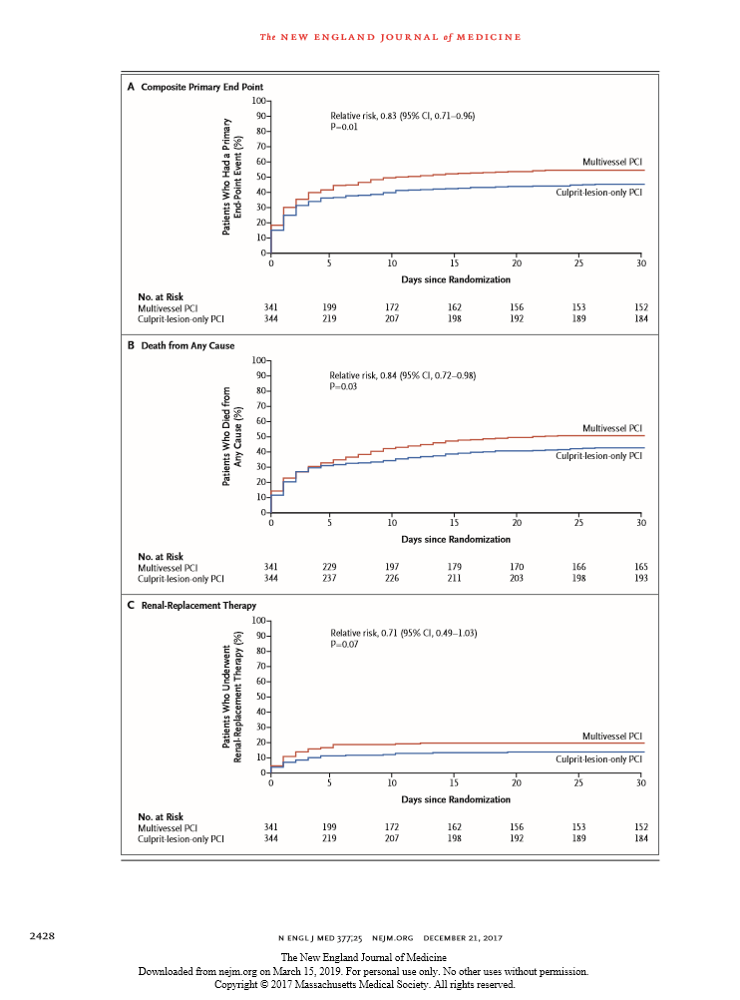 The NEW ENGLAND JOURNAL of MEDICINE
A Composite Primary End Point
Patients Who Had a Primary
End-Point Event (%)
100
90
80
70
60
50
40
30
20
10
0
Relative risk, 0.83 (95% CI, 0.71–0.96)
P=0.01
Multivessel PCI
Culprit-lesion-only PCI
0 5 10 15 20 25 30
Days since Randomization
No. at Risk
Multivessel PCI 341 199 172 162 156 153 152
Culprit-lesion-only PCI 344 219 207 198 192 189 184
B Death from Any Cause
Patients Who Died from
Any Cause (%)
100
90
80
70
60
50
40
30
20
10
0
Relative risk, 0.84 (95% CI, 0.72–0.98)
P=0.03
Multivessel PCI
Culprit-lesion-only PCI
0 5 10 15 20 25 30
Days since Randomization
No. at Risk
Multivessel PCI 341 229 197 179 170 166 165
Culprit-lesion-only PCI 344 237 226 211 203 198 193
C Renal-Replacement Therapy
Patients Who Underwent
Renal-Replacement Therapy (%)
100
90
80
70
60
50
40
30
20
10
0
Relative risk, 0.71 (95% CI, 0.49–1.03)
P=0.07
Multivessel PCI
Culprit-lesion-only PCI
0 5 10 15 20 25 30
Days since Randomization
No. at Risk
Multivessel PCI 341 199 172 162 156 153 152
Culprit-lesion-only PCI 344 219 207 198 192 189 184
2428 N ENGL J MED 377;25 NEJM.ORG DECEMBER 21, 2017
The New England Journal of Medicine
Downloaded from nejm.org on March 15, 2019. For personal use only. No other uses without permission.
Copyright © 2017 Massachusetts Medical Society. All rights reserved.